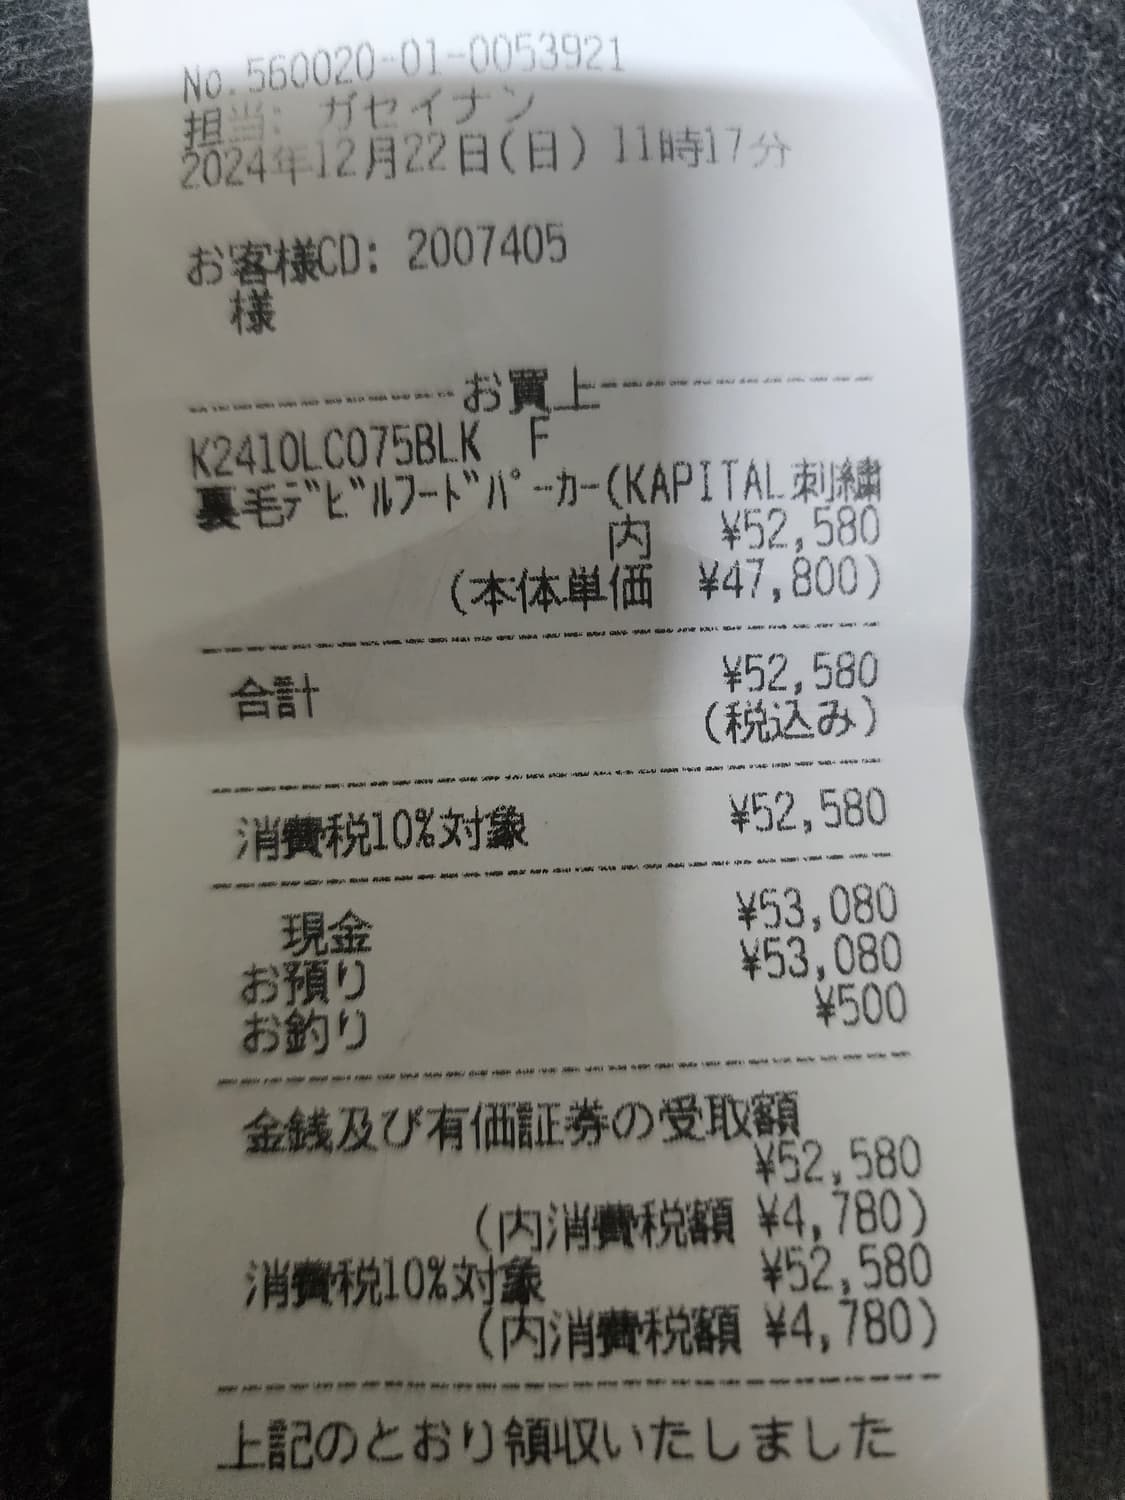 No.560020-01-0053921
担当: ガセイナン
2024年12月22日(日) 11時17分
お客様CD: 2007405
様
お買上
K2410LC075BLK F
裏毛ﾃﾞﾋﾞﾙﾌｰﾄﾞﾊﾟｰｶｰ(KAPITAL刺繍
内 ¥52,580
(本体単価 ¥47,800)
合計 ¥52,580
(税込み)
消費税10%対象 ¥52,580
現金 ¥53,080
お預り ¥53,080
お釣り ¥500
金銭及び有価証券の受取額
¥52,580
(内消費税額 ¥4,780)
消費税10%対象 ¥52,580
(内消費税額 ¥4,780)
上記のとおり領収いたしました